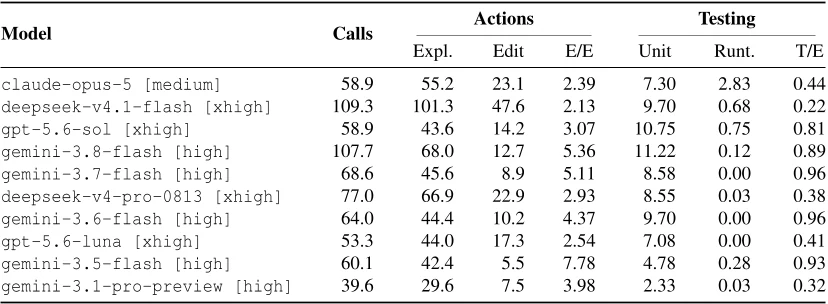 Model Calls Actions Testing
Expl. Edit E/E Unit Runt. T/E
claude-opus-5 [medium] 58.9 55.2 23.1 2.39 7.30 2.83 0.44
deepseek-v4.1-flash [xhigh] 109.3 101.3 47.6 2.13 9.70 0.68 0.22
gpt-5.6-sol [xhigh] 58.9 43.6 14.2 3.07 10.75 0.75 0.81
gemini-3.8-flash [high] 107.7 68.0 12.7 5.36 11.22 0.12 0.89
gemini-3.7-flash [high] 68.6 45.6 8.9 5.11 8.58 0.00 0.96
deepseek-v4-pro-0813 [xhigh] 77.0 66.9 22.9 2.93 8.55 0.03 0.38
gemini-3.6-flash [high] 64.0 44.4 10.2 4.37 9.70 0.00 0.96
gpt-5.6-luna [xhigh] 53.3 44.0 17.3 2.54 7.08 0.00 0.41
gemini-3.5-flash [high] 60.1 42.4 5.5 7.78 4.78 0.28 0.93
gemini-3.1-pro-preview [high] 39.6 29.6 7.5 3.98 2.33 0.03 0.32